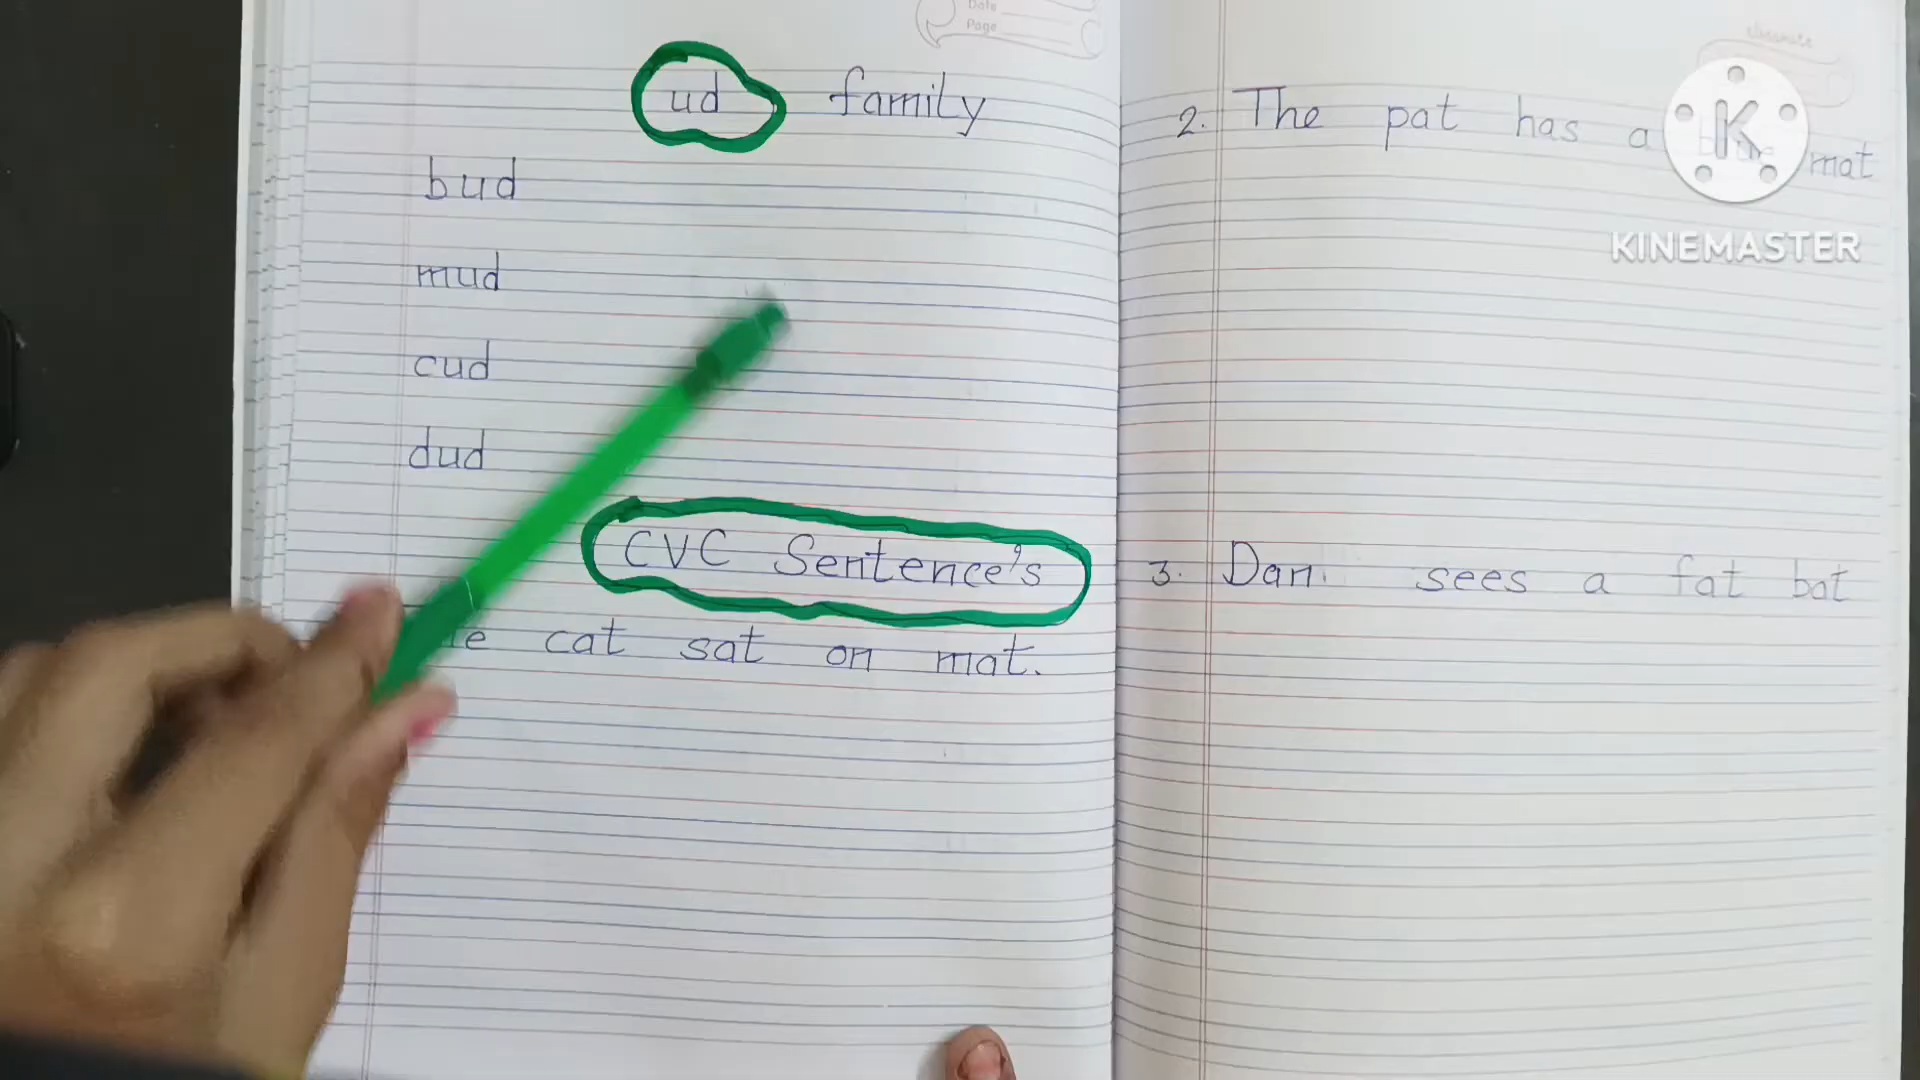 Date
Page
ud family
bud
mud
cud
dud
CVC Sentence's
cat sat on mat.
classmate
2. The pat has a mat
KINEMASTER
3. Dan. sees a fat bat